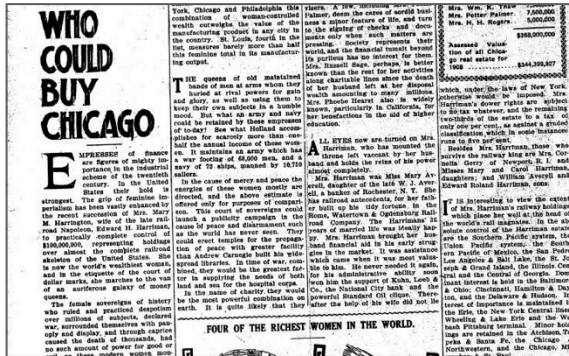 WHO
COULD
BUY
CHICAGO
EMPRESSES of finance
are figures of mighty im-
portance in the industrial
scheme of the twentieth
century. In the United
States their hold is
strongest. The grip of feminine im-
perialism has been vastly enhanced by
the recent succession of Mrs. Mary
M. Harrington, wife of the late rail-
road Napoleon, Edward H. Harriman,
to practically complete control of
$100,000,000, representing holdings
over almost the complete railroad
skeleton of the United States. She
is now the world's wealthiest woman,
and in the etiquette of the court of
dollar marks, she marches to the van
of an auriferous galaxy of money
queens.
The female sovereigns of history
who ruled and practiced despotism
over millions of subjects, declared
war, surrounded themselves with pan-
oply and display, and through caprice
caused the death of thousands, had
no such amount of power for good or
York, Chicago and Philadelphia this
combination of woman-controlled
wealth outweighs the value of the
manufacturing product in any city in
the country. St. Louis, fourth in the
list, measures barely more than half
this feminine total in its manufactur-
ing output.
THE queens of old maintained
bands of men at arms whom they
hurled at rival powers for gain
and glory, as well as using them to
keep their own subjects in a humble
mood. But what an army and navy
could be retained by these empresses
of to-day! See what Holland accom-
plishes for scarcely more than one-
half the annual income of these wom-
en. It maintains an army which has
a war footing of 68,000 men, and a
navy of 72 ships, manned by 10,753
sailors.
In the cause of mercy and peace the
energies of these women mostly are
directed, and the above estimate is
offered only for purposes of compari-
son. This court of sovereigns could
launch a publicity campaign in the
cause of peace and disarmament such
as the world has never seen. They
could erect temples for the propaga-
tion of peace with greater facility
than Andrew Carnegie built his wide-
spread libraries. In time of war, com-
bined, they would be the greatest fac-
tor in supplying the needs of both
land and sea for the hospital corps.
In the name of charity they would
be the most powerful combination on
earth. It is quite likely that they
Palmer, deem the cares of sordid busi-
ness a minor feature of life, and turn
to the signing of checks and docu-
ments only when such matters are
pressing. Society represents their
world, and the financial tumult beyond
its purlieus has no interest for them.
Mrs. Russell Sage, perhaps, is better
known than the rest for her activities
along charitable lines since the death
of her husband left at her disposal
wealth amounting to many millions.
Mrs. Phoebe Hearst also is widely
known, particularly in California, for
her benefactions in the aid of higher
education.
ALL EYES now are turned on Mrs.
Harriman, who has mounted the
throne left vacant by her hus-
band and holds the reins of his power
almost completely.
Mrs. Harriman was Miss Mary Av-
erell, daughter of the late W. J. Aver-
ell, a banker of Rochester, N. Y. She
has railroad antecedents, for her fath-
er built up his tidy fortune in the
Rome, Watertown & Ogdensburg Rail-
road Company. The Harrimans' 30
years of married life was ideally hap-
py. Mrs. Harriman brought her hus-
band financial aid in his early strug-
gles in the market. It was assistance
which came when it was most valua-
ble to him. He never needed it again,
for his administrative ability soon
won him the support of Kuhn, Loeb &
Co., the National City bank and the
powerful Standard Oil clique. There-
after the help of his wife did not
Mrs. Wm. K. Thaw
Mrs. Potter Palmer 7,500,000
Mrs. H. H. Rogers 5,000,000
$268,000,000
Assessed Valua-
tion of all Chica-
go real estate for
1908 $344,399,927
which, under the laws of New York,
otherwise would be imposed. Mrs.
Harriman's dower rights are subject
to no tax whatever, and the remaining
two-thirds of the estate to a tax of
only one per cent, as against a graded
classification, which in some instances
runs to five per cent.
Besides Mrs. Harriman, those who
survive the railway king are Mrs. Cor-
nelia Gerry, of Newport, R. I., and
Misses Mary and Carol Harriman,
daughters; and William Averell and
Edward Roland Harriman, sons.
IT IS interesting to view the extent
of Mrs. Harriman's railway holdings
which place her well at the head of
the world's rail magnates. In the ab-
solute control of the Harriman estate
are the Southern Pacific system, the
Union Pacific system, the South-
ern Pacific of Mexico, the San Pedro,
Los Angeles & Salt Lake, the St. Jo-
seph & Grand Island, the Illinois Cen-
tral and the Central of Georgia. Dom-
inant interest is held in the Baltimore
& Ohio; Cincinnati, Hamilton & Day-
ton, and the Delaware & Hudson.
terest of importance is maintained in
the Erie, the New York Central lines,
Wheeling & Lake Erie and the Wa-
bash Pittsburg terminal. Minor hold-
ings are retained in the Atchison, To-
peka & Santa Fe, the Chicago &
Northwestern, and the Chicago,
FOUR OF THE RICHEST WOMEN IN THE WORLD.